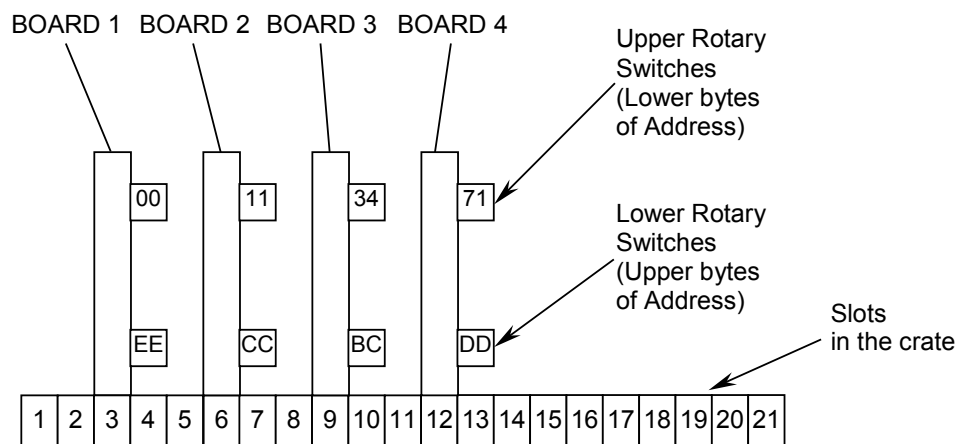 BOARD 1 BOARD 2 BOARD 3 BOARD 4
Upper Rotary
Switches
(Lower bytes
of Address)
00 11 34 71
Lower Rotary
Switches
(Upper bytes
of Address)
EE CC BC DD
Slots
in the crate
1 2 3 4 5 6 7 8 9 10 11 12 13 14 15 16 17 18 19 20 21